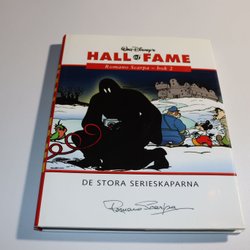 WALT DISNEY'S
HALL OF FAME
Romano Scarpa – bok 2
DE STORA SERIESKAPARNA
Romano Scarpa